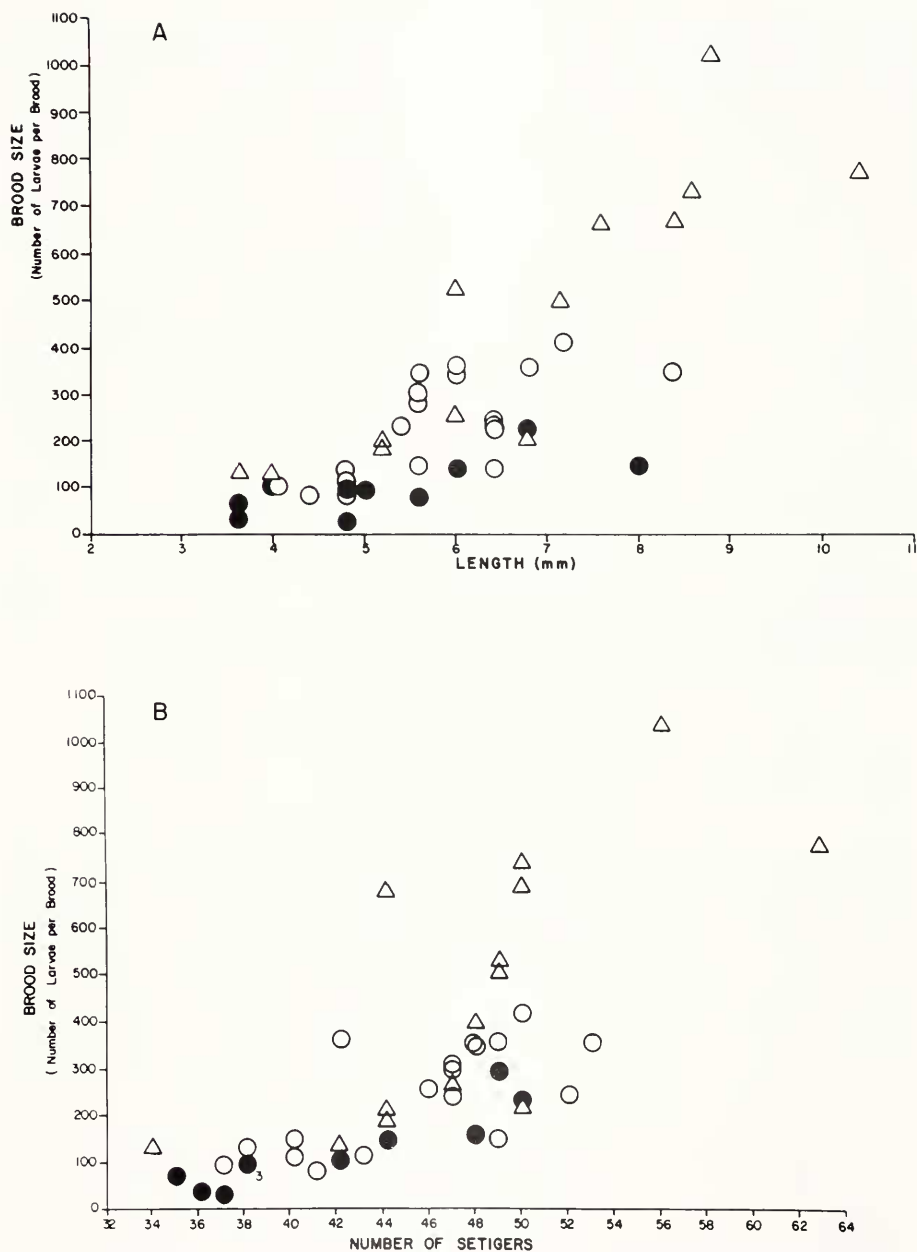 A
1100
1000
900
800
700
600
500
400
300
200
100
0
BROOD SIZE
(Number of Larvae per Brood)
2 3 4 5 6 7 8 9 10 11
LENGTH (mm)
B
1100
1000
900
800
700
600
500
400
300
200
100
0
BROOD SIZE
(Number of Larvae per Brood)
3
32 34 36 38 40 42 44 46 48 50 52 54 56 58 60 62 64
NUMBER OF SETIGERS